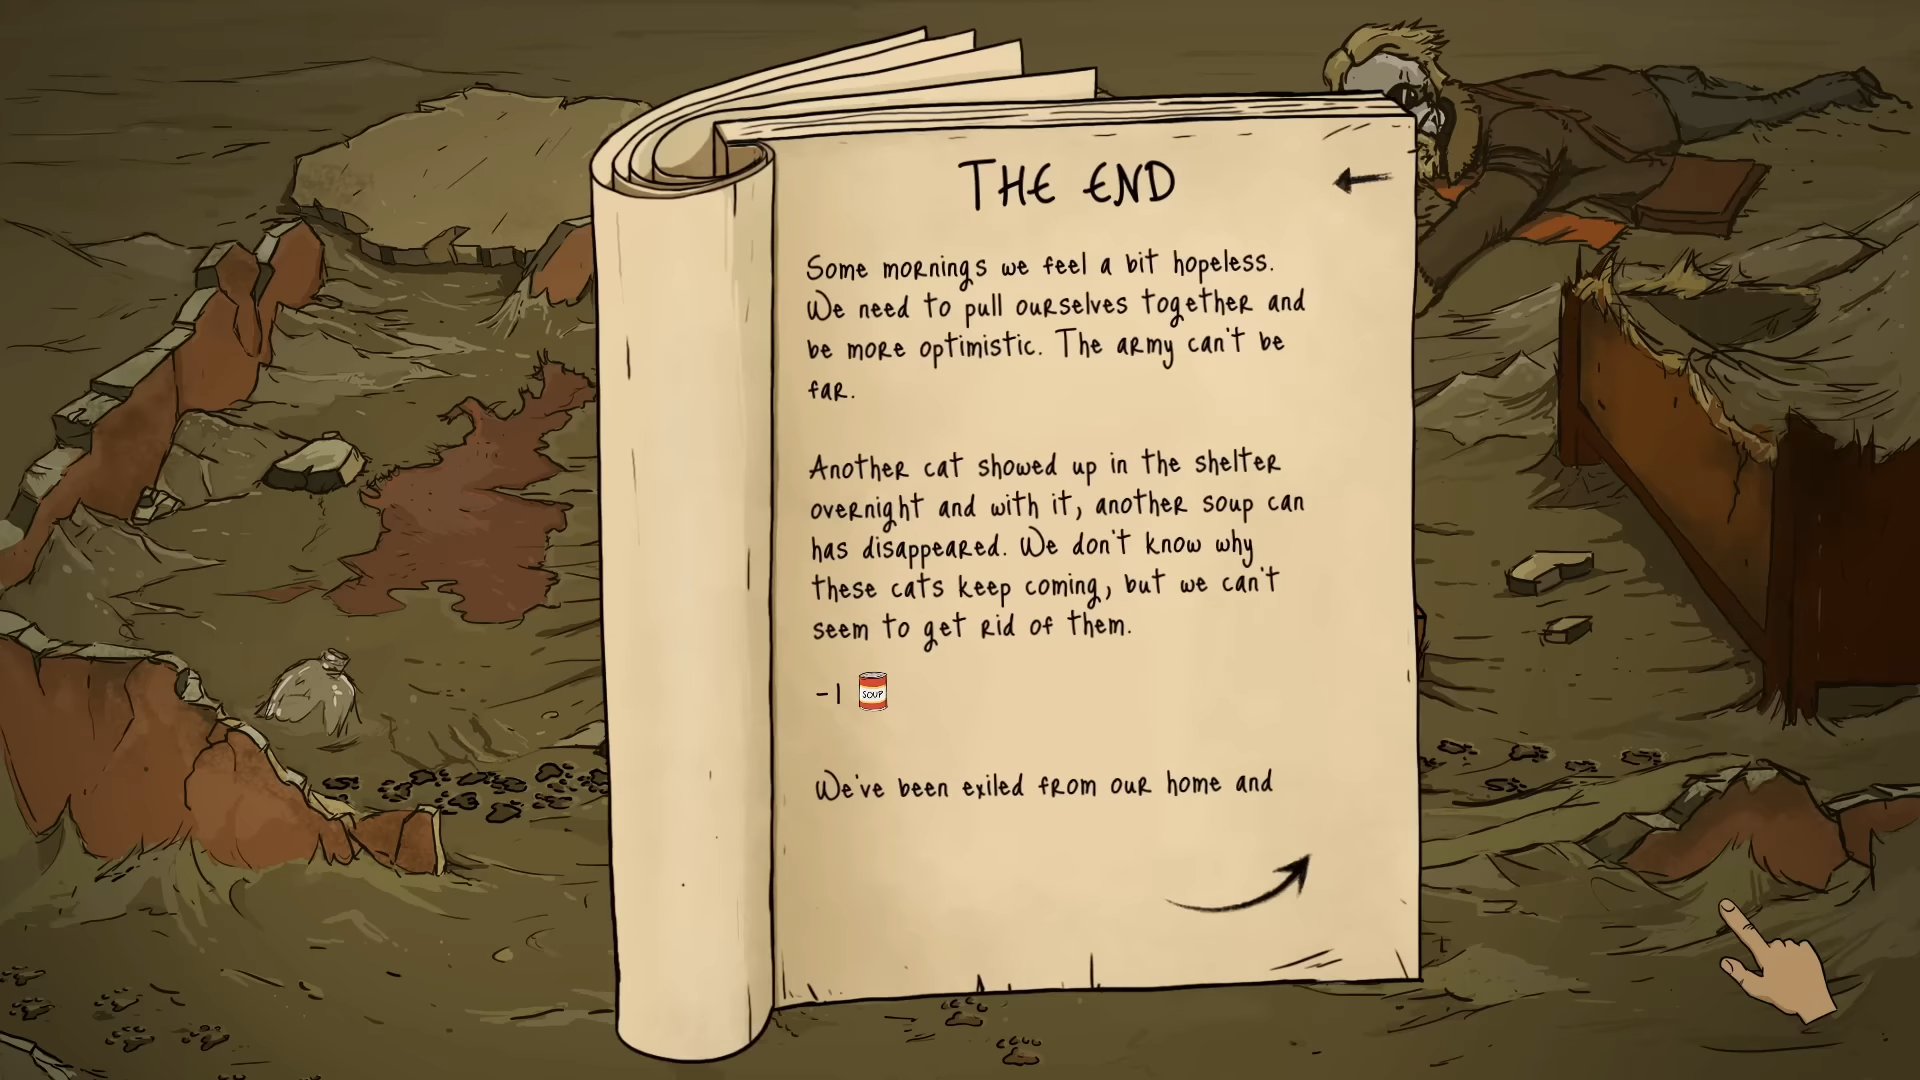 THE END
Some mornings we feel a bit hopeless.
We need to pull ourselves together and
be more optimistic. The army can't be
far.
Another cat showed up in the shelter
overnight and with it, another soup can
has disappeared. We don't know why
these cats keep coming, but we can't
seem to get rid of them.
-1 SOUP
We've been exiled from our home and